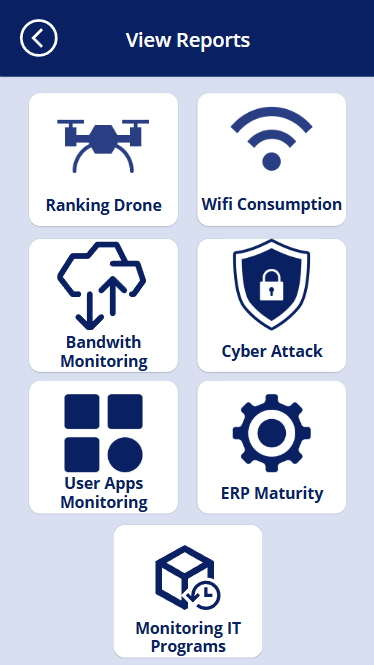 View Reports
Ranking Drone
Wifi Consumption
Bandwith
Monitoring
Cyber Attack
User Apps
Monitoring
ERP Maturity
Monitoring IT
Programs